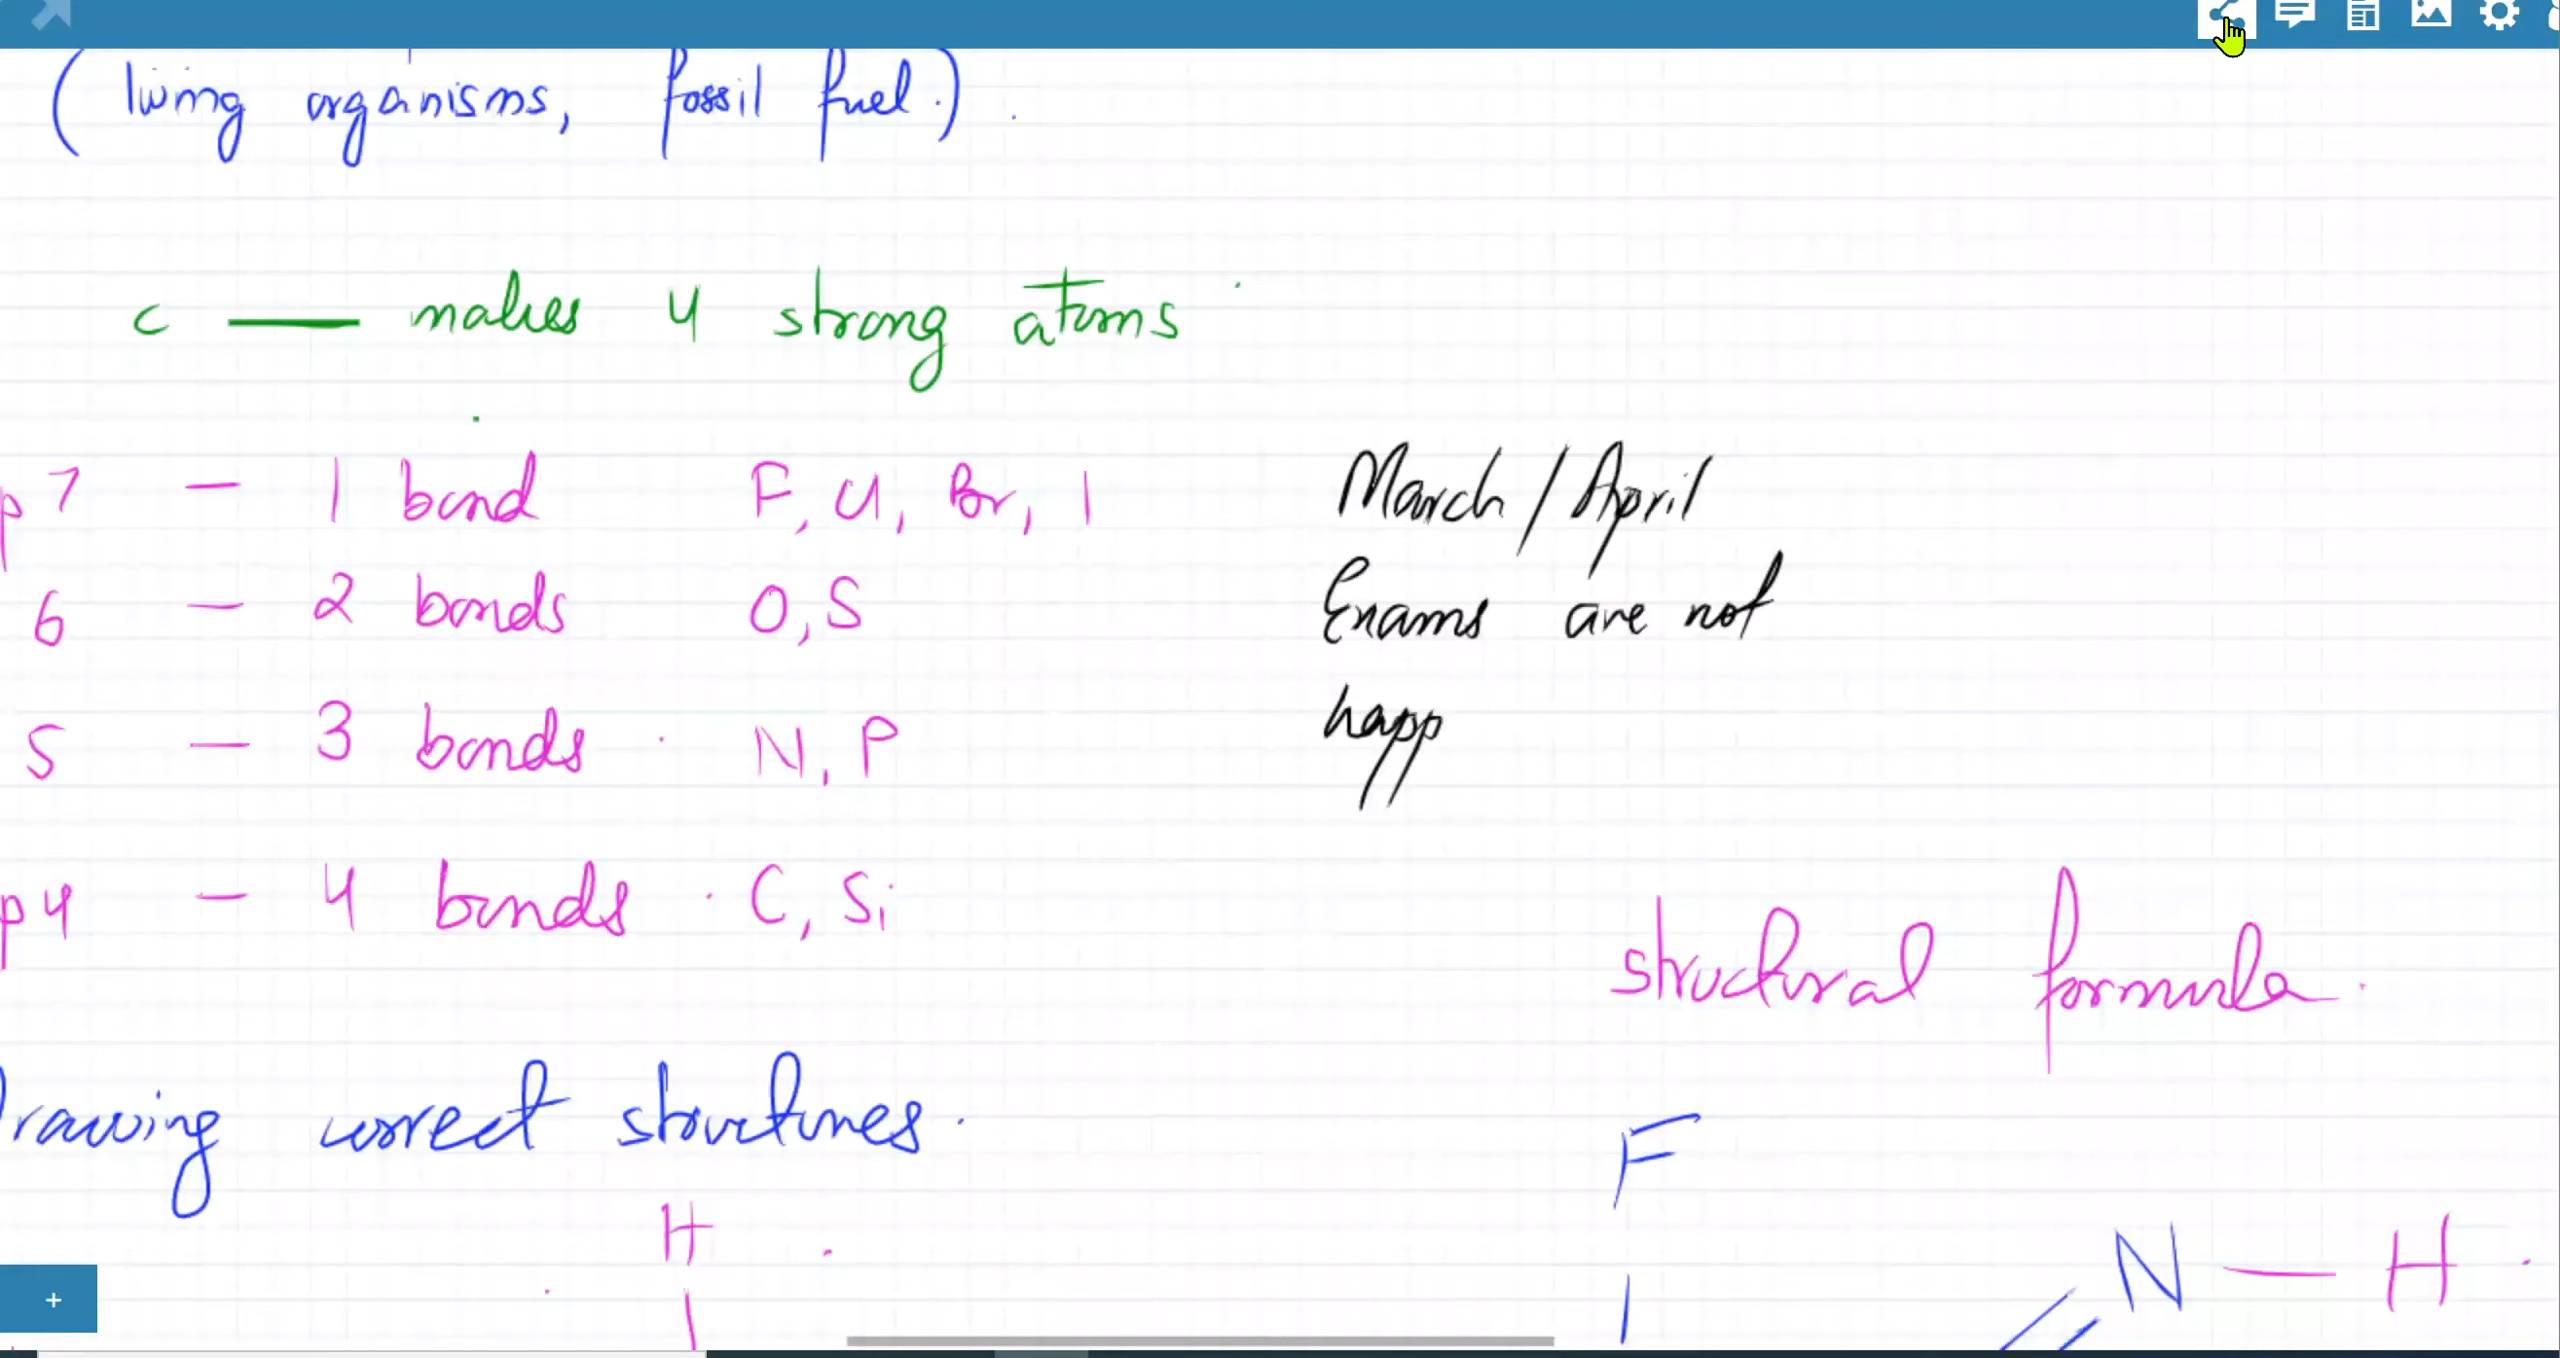 (living organisms, fossil fuel.)
c — makes 4 strong atoms
p 7 — 1 bond F, Cl, Br, I
6 — 2 bonds O, S
5 — 3 bonds N, P
p4 — 4 bonds C, Si
March/April
Exams are not
happ
structural formula
rawing correct structures.
F
H
N — H